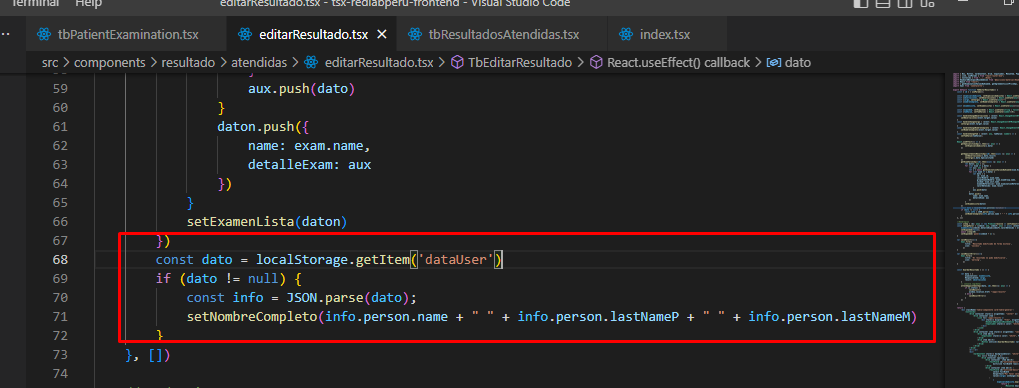 Terminal Help editarResultado.tsx - tsx-redlabperu-frontend - Visual Studio Code
tbPatientExamination.tsx editarResultado.tsx tbResultadosAtendidas.tsx index.tsx
src > components > resultado > atendidas > editarResultado.tsx > TbEditarResultado > React.useEffect() callback > dato
59 aux.push(dato)
60 }
61 daton.push({
62 name: exam.name,
63 detalleExam: aux
64 })
65 }
66 setExamenLista(daton)
67 })
68 const dato = localStorage.getItem('dataUser')
69 if (dato != null) {
70 const info = JSON.parse(dato);
71 setNombreCompleto(info.person.name + " " + info.person.lastNameP + " " + info.person.lastNameM)
72 }
73 }, [])
74